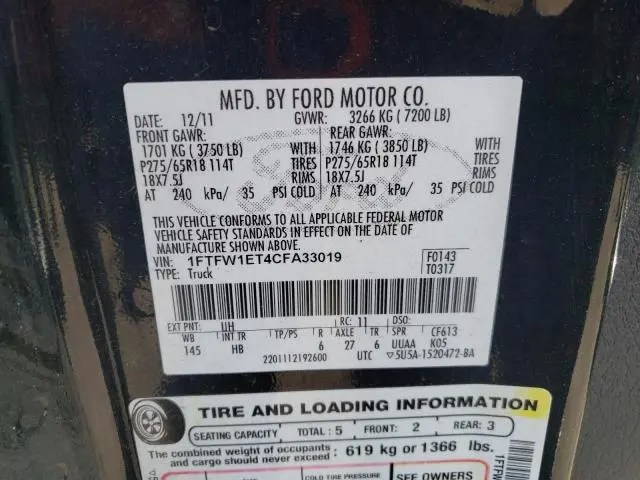 MFD. BY FORD MOTOR CO.
DATE: 12/11 GVWR: 3266 KG ( 7200 LB)
FRONT GAWR: REAR GAWR:
1701 KG ( 3750 LB) WITH 1746 KG ( 3850 LB) WITH
P275/65R18 114T TIRES P275/65R18 114T TIRES
18X7.5J RIMS 18X7.5J RIMS
AT 240 kPa/ 35 PSI COLD AT 240 kPa/ 35 PSI COLD
THIS VEHICLE CONFORMS TO ALL APPLICABLE FEDERAL MOTOR
VEHICLE SAFETY STANDARDS IN EFFECT ON THE DATE OF
MANUFACTURE SHOWN ABOVE.
VIN: 1FTFW1ET4CFA33019 F0143
TYPE: Truck T0317
EXT PNT: UH RC: 11 DSO:
WB INT TR TP/PS R AXLE TR SPR CF613
145 HB 6 27 6 UUAA K05
2201112192600 UTC ▽5U5A-1520472-BA
TIRE AND LOADING INFORMATION
SEATING CAPACITY TOTAL : 5 FRONT: 2 REAR: 3
The combined weight of occupants and cargo should never exceed: 619 kg or 1366 lbs.
COLD TIRE PRESSURE SEE OWNERS